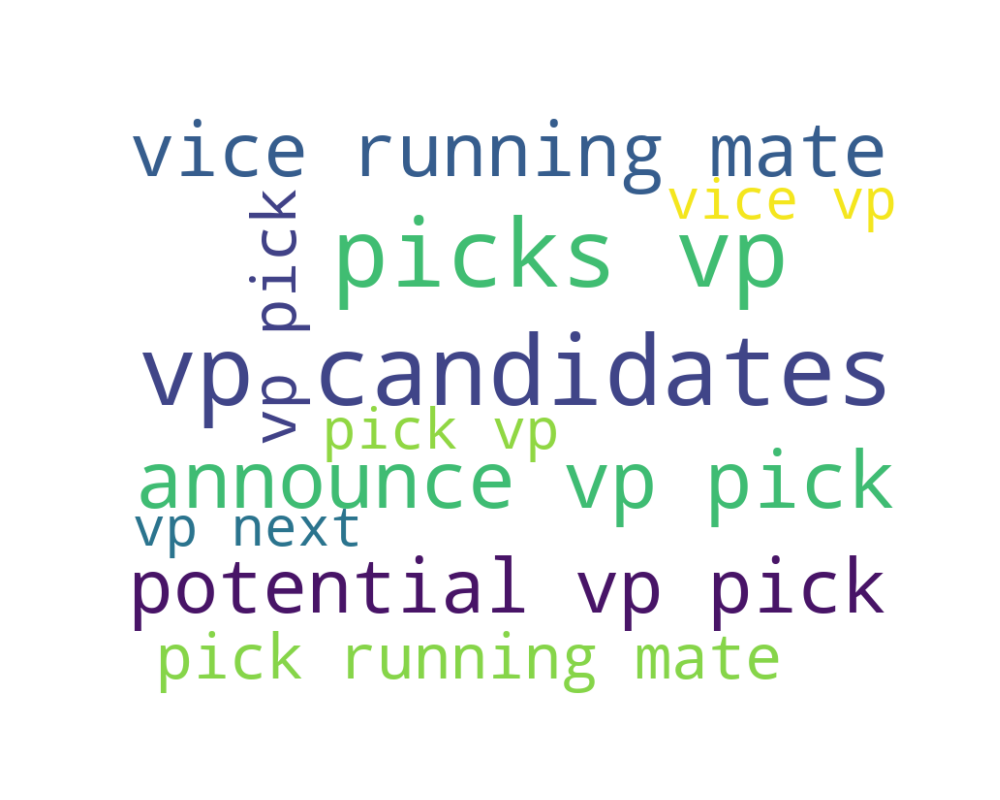 vice running mate
vice vp
vp pick
picks vp
vp candidates
pick vp
announce vp pick
vp next
potential vp pick
pick running mate